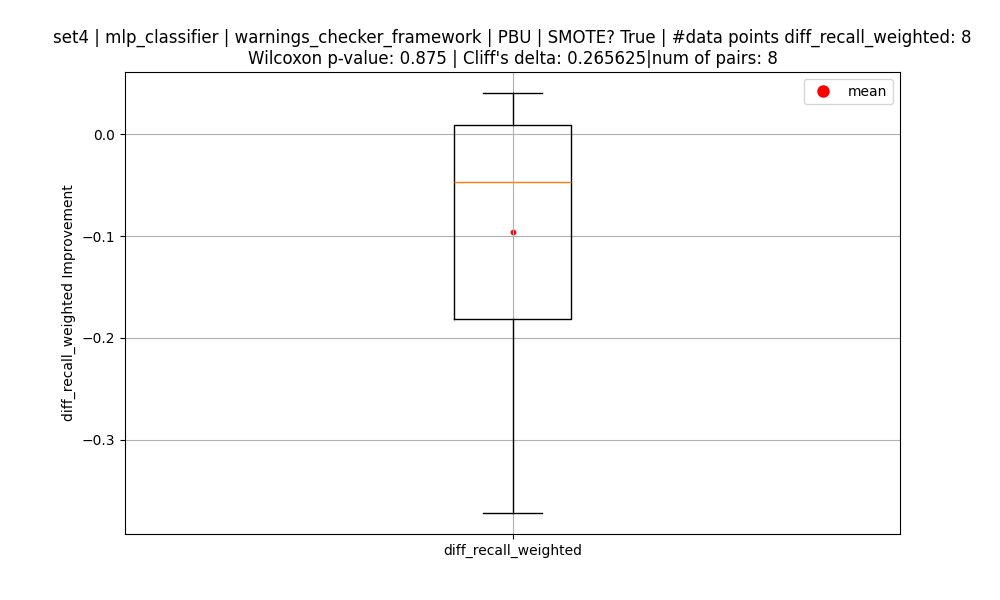 set4 | mlp_classifier | warnings_checker_framework | PBU | SMOTE? True | #data points diff_recall_weighted: 8
Wilcoxon p-value: 0.875 | Cliff's delta: 0.265625|num of pairs: 8
mean
0.0
−0.1
−0.2
−0.3
diff_recall_weighted Improvement
diff_recall_weighted